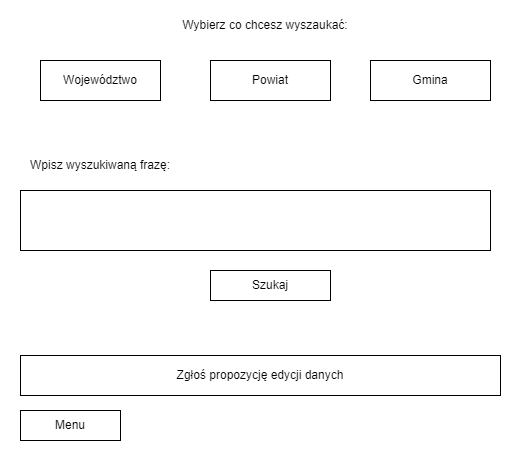 Wybierz co chcesz wyszaukać:
Województwo
Powiat
Gmina
Wpisz wyszukiwaną frazę:
Szukaj
Zgłoś propozycję edycji danych
Menu